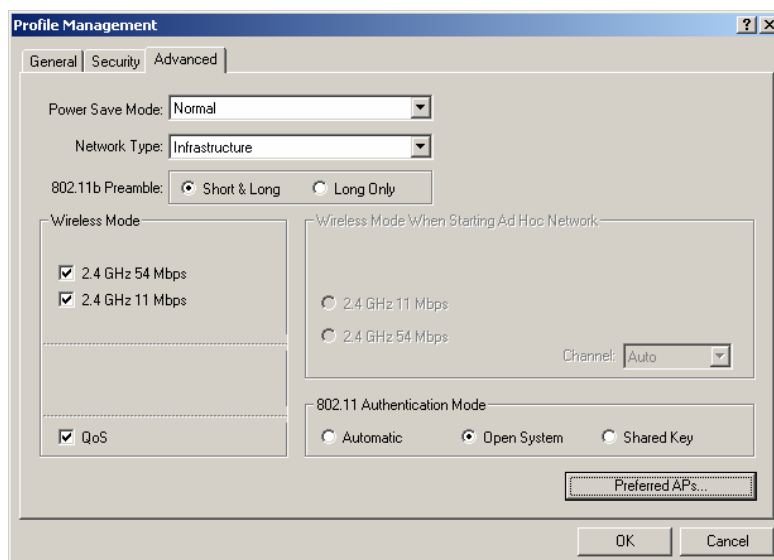 Profile Management
General Security Advanced
Power Save Mode: Normal
Network Type: Infrastructure
802.11b Preamble: Short & Long Long Only
Wireless Mode
2.4 GHz 54 Mbps
2.4 GHz 11 Mbps
QoS
Wireless Mode When Starting Ad Hoc Network
2.4 GHz 11 Mbps
2.4 GHz 54 Mbps
Channel: Auto
802.11 Authentication Mode
Automatic Open System Shared Key
Preferred APs...
OK Cancel